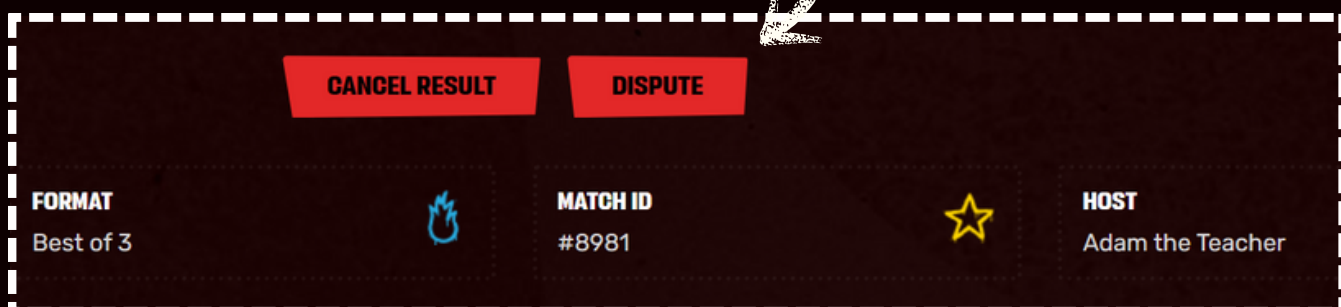 CANCEL RESULT
DISPUTE
FORMAT
Best of 3
MATCH ID
#8981
HOST
Adam the Teacher